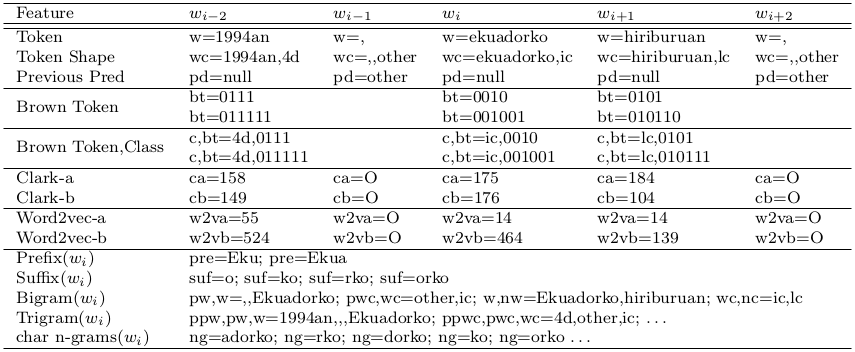 Feature w_{i−2} w_{i−1} w_i w_{i+1} w_{i+2}
Token w=1994an w=, w=ekuadorko w=hiriburuan w=,
Token Shape wc=1994an,4d wc=,,other wc=ekuadorko,ic wc=hiriburuan,lc wc=,,other
Previous Pred pd=null pd=other pd=null pd=null pd=other
Brown Token bt=0111 bt=0010 bt=0101
bt=011111 bt=001001 bt=010110
Brown Token,Class c,bt=4d,0111 c,bt=ic,0010 c,bt=lc,0101
c,bt=4d,011111 c,bt=ic,001001 c,bt=lc,010111
Clark-a ca=158 ca=O ca=175 ca=184 ca=O
Clark-b cb=149 cb=O cb=176 cb=104 cb=O
Word2vec-a w2va=55 w2va=O w2va=14 w2va=14 w2va=O
Word2vec-b w2vb=524 w2vb=O w2vb=464 w2vb=139 w2vb=O
Prefix(w_i) pre=Eku; pre=Ekua
Suffix(w_i) suf=o; suf=ko; suf=rko; suf=orko
Bigram(w_i) pw,w=,,Ekuadorko; pwc,wc=other,ic; w,nw=Ekuadorko,hiriburuan; wc,nc=ic,lc
Trigram(w_i) ppw,pw,w=1994an,,,Ekuadorko; ppwc,pwc,wc=4d,other,ic; ...
char n-grams(w_i) ng=adorko; ng=rko; ng=dorko; ng=ko; ng=orko ...